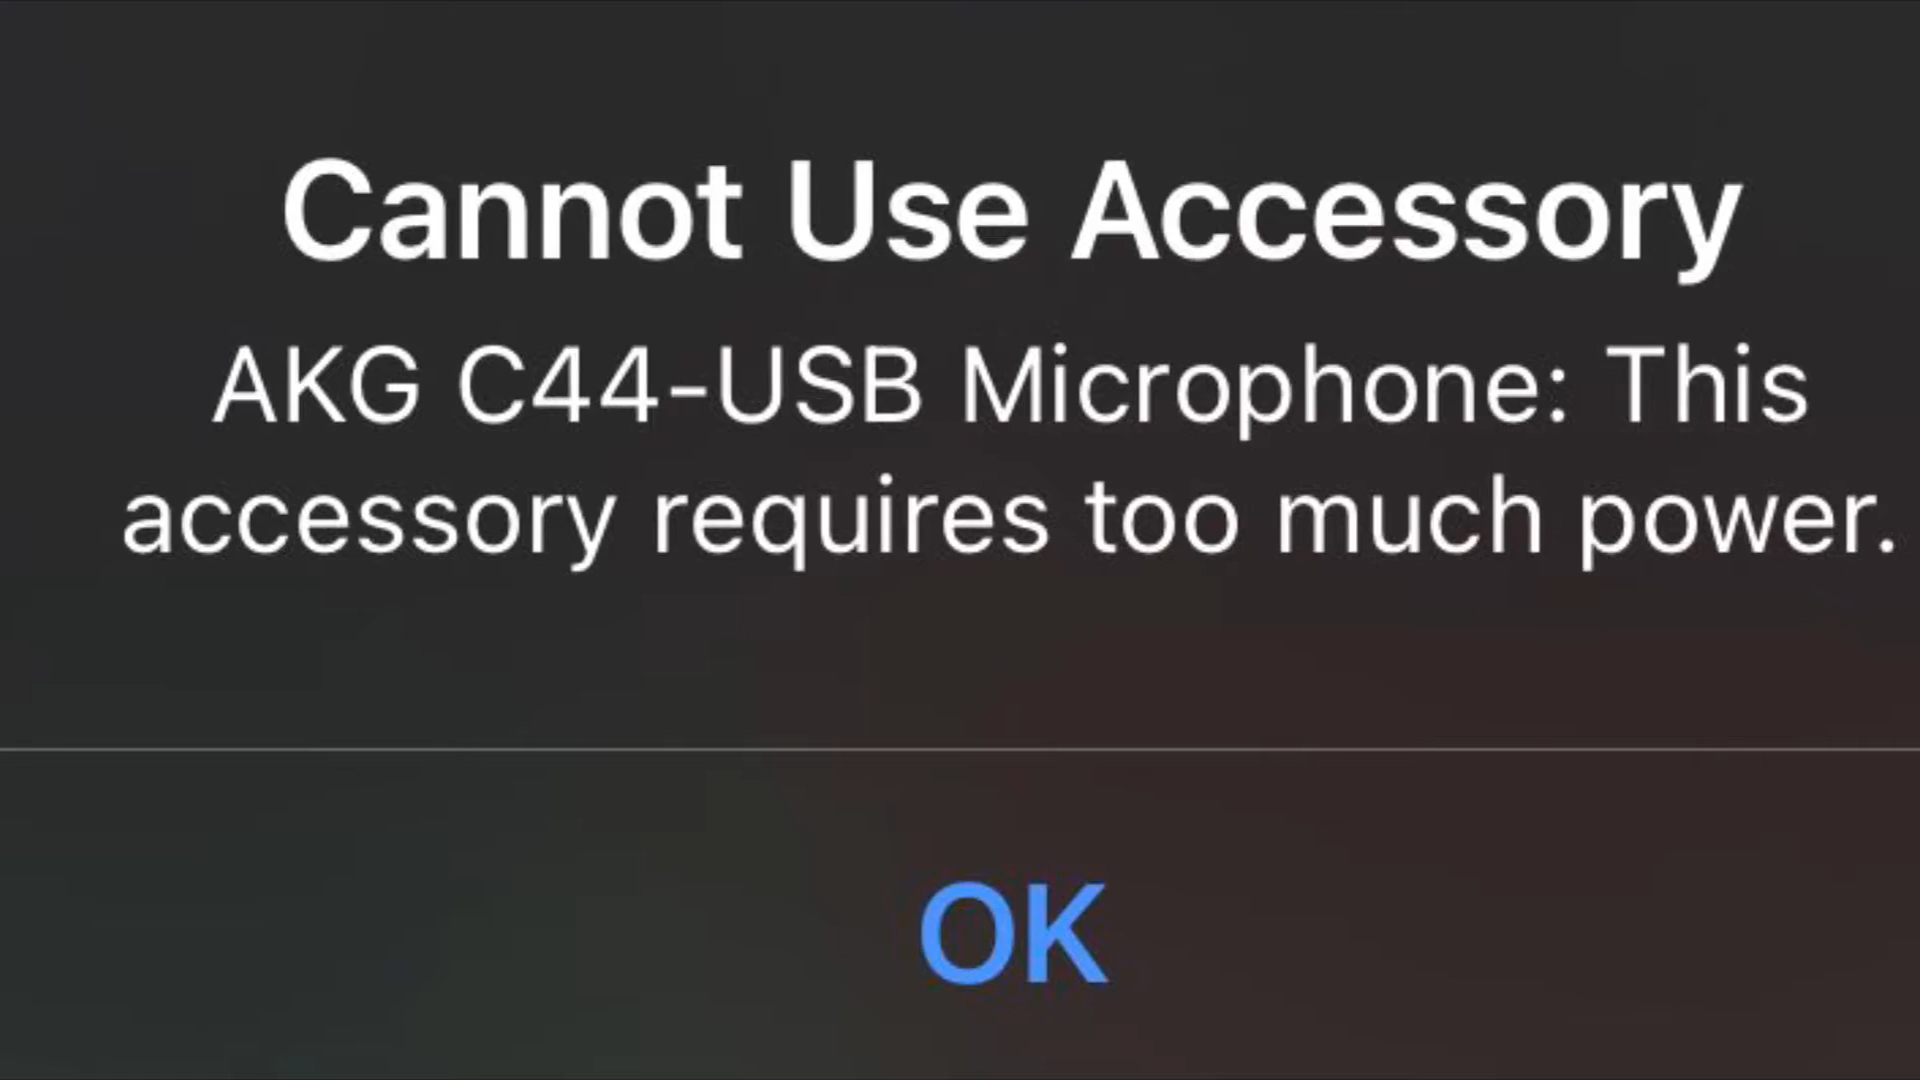 Cannot Use Accessory
AKG C44-USB Microphone: This
accessory requires too much power.
OK